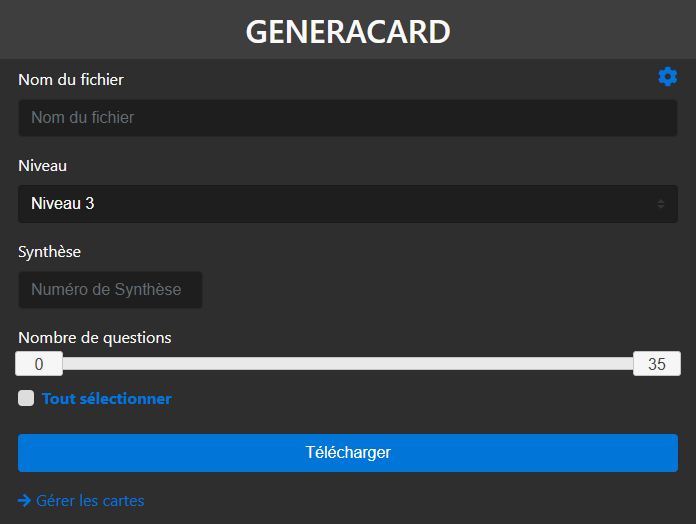 GENERACARD
Nom du fichier
Nom du fichier
Niveau
Niveau 3
Synthèse
Numéro de Synthèse
Nombre de questions
0 35
Tout sélectionner
Télécharger
Gérer les cartes